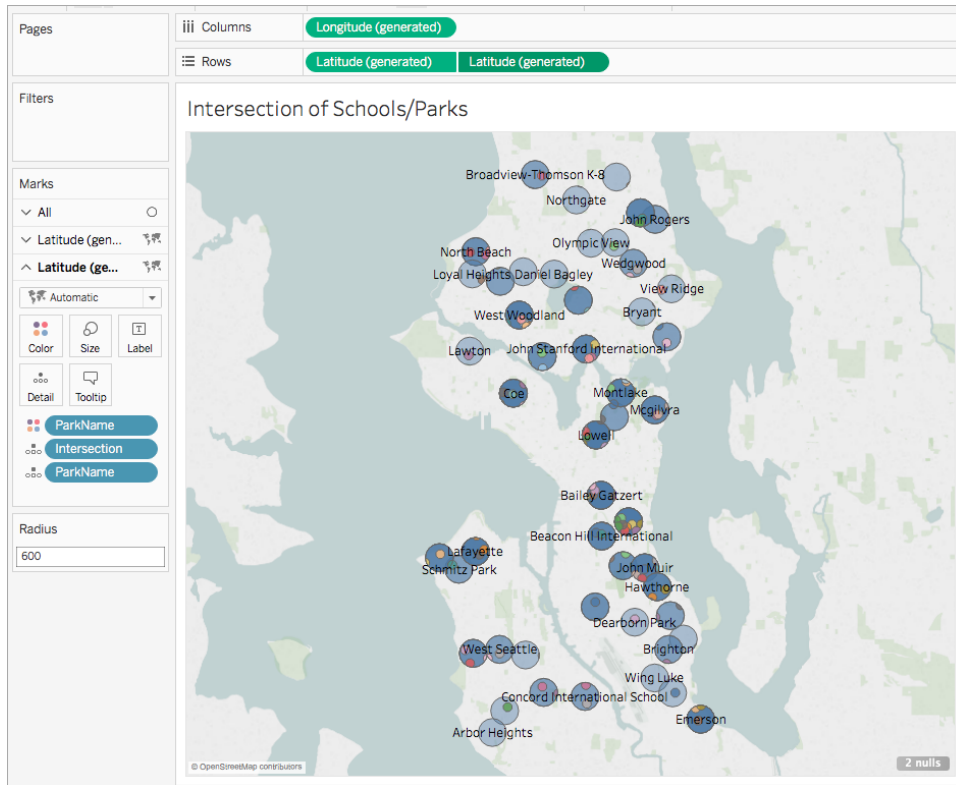 Pages
Columns
Longitude (generated)
Rows
Latitude (generated)
Latitude (generated)
Filters
Marks
All
Latitude (gen...
Latitude (ge...
Automatic
Color
Size
Label
Detail
Tooltip
ParkName
Intersection
ParkName
Radius
600
Intersection of Schools/Parks
Broadview-Thomson K-8
Northgate
John Rogers
Olympic View
North Beach
Wedgwood
Loyal Heights
Daniel Bagley
View Ridge
West Woodland
Bryant
Lawton
John Stanford International
Coe
Montlake
Mcgilvra
Lowell
Bailey Gatzert
Beacon Hill International
Lafayette
Schmitz Park
John Muir
Hawthorne
Dearborn Park
West Seattle
Brighton
Wing Luke
Concord International School
Emerson
Arbor Heights
© OpenStreetMap contributors
2 nulls